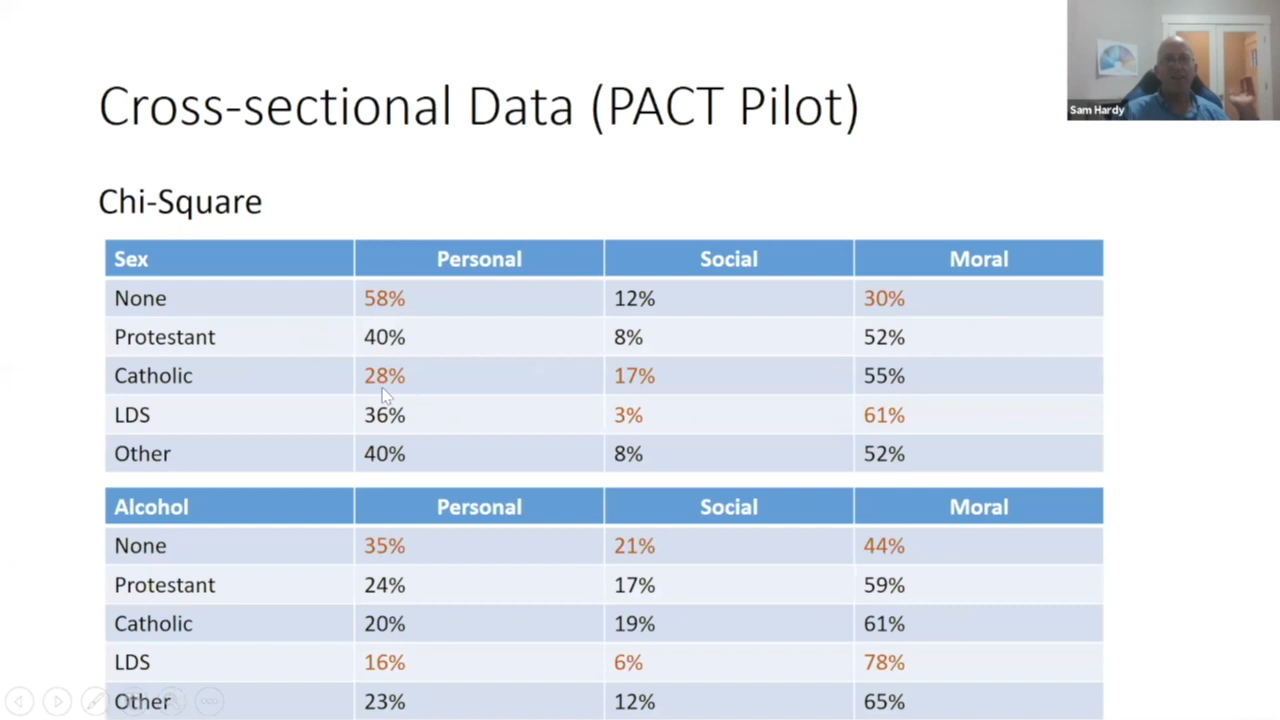 Sam Hardy
Cross-sectional Data (PACT Pilot)
Chi-Square
Sex Personal Social Moral
None 58% 12% 30%
Protestant 40% 8% 52%
Catholic 28% 17% 55%
LDS 36% 3% 61%
Other 40% 8% 52%
Alcohol Personal Social Moral
None 35% 21% 44%
Protestant 24% 17% 59%
Catholic 20% 19% 61%
LDS 16% 6% 78%
Other 23% 12% 65%